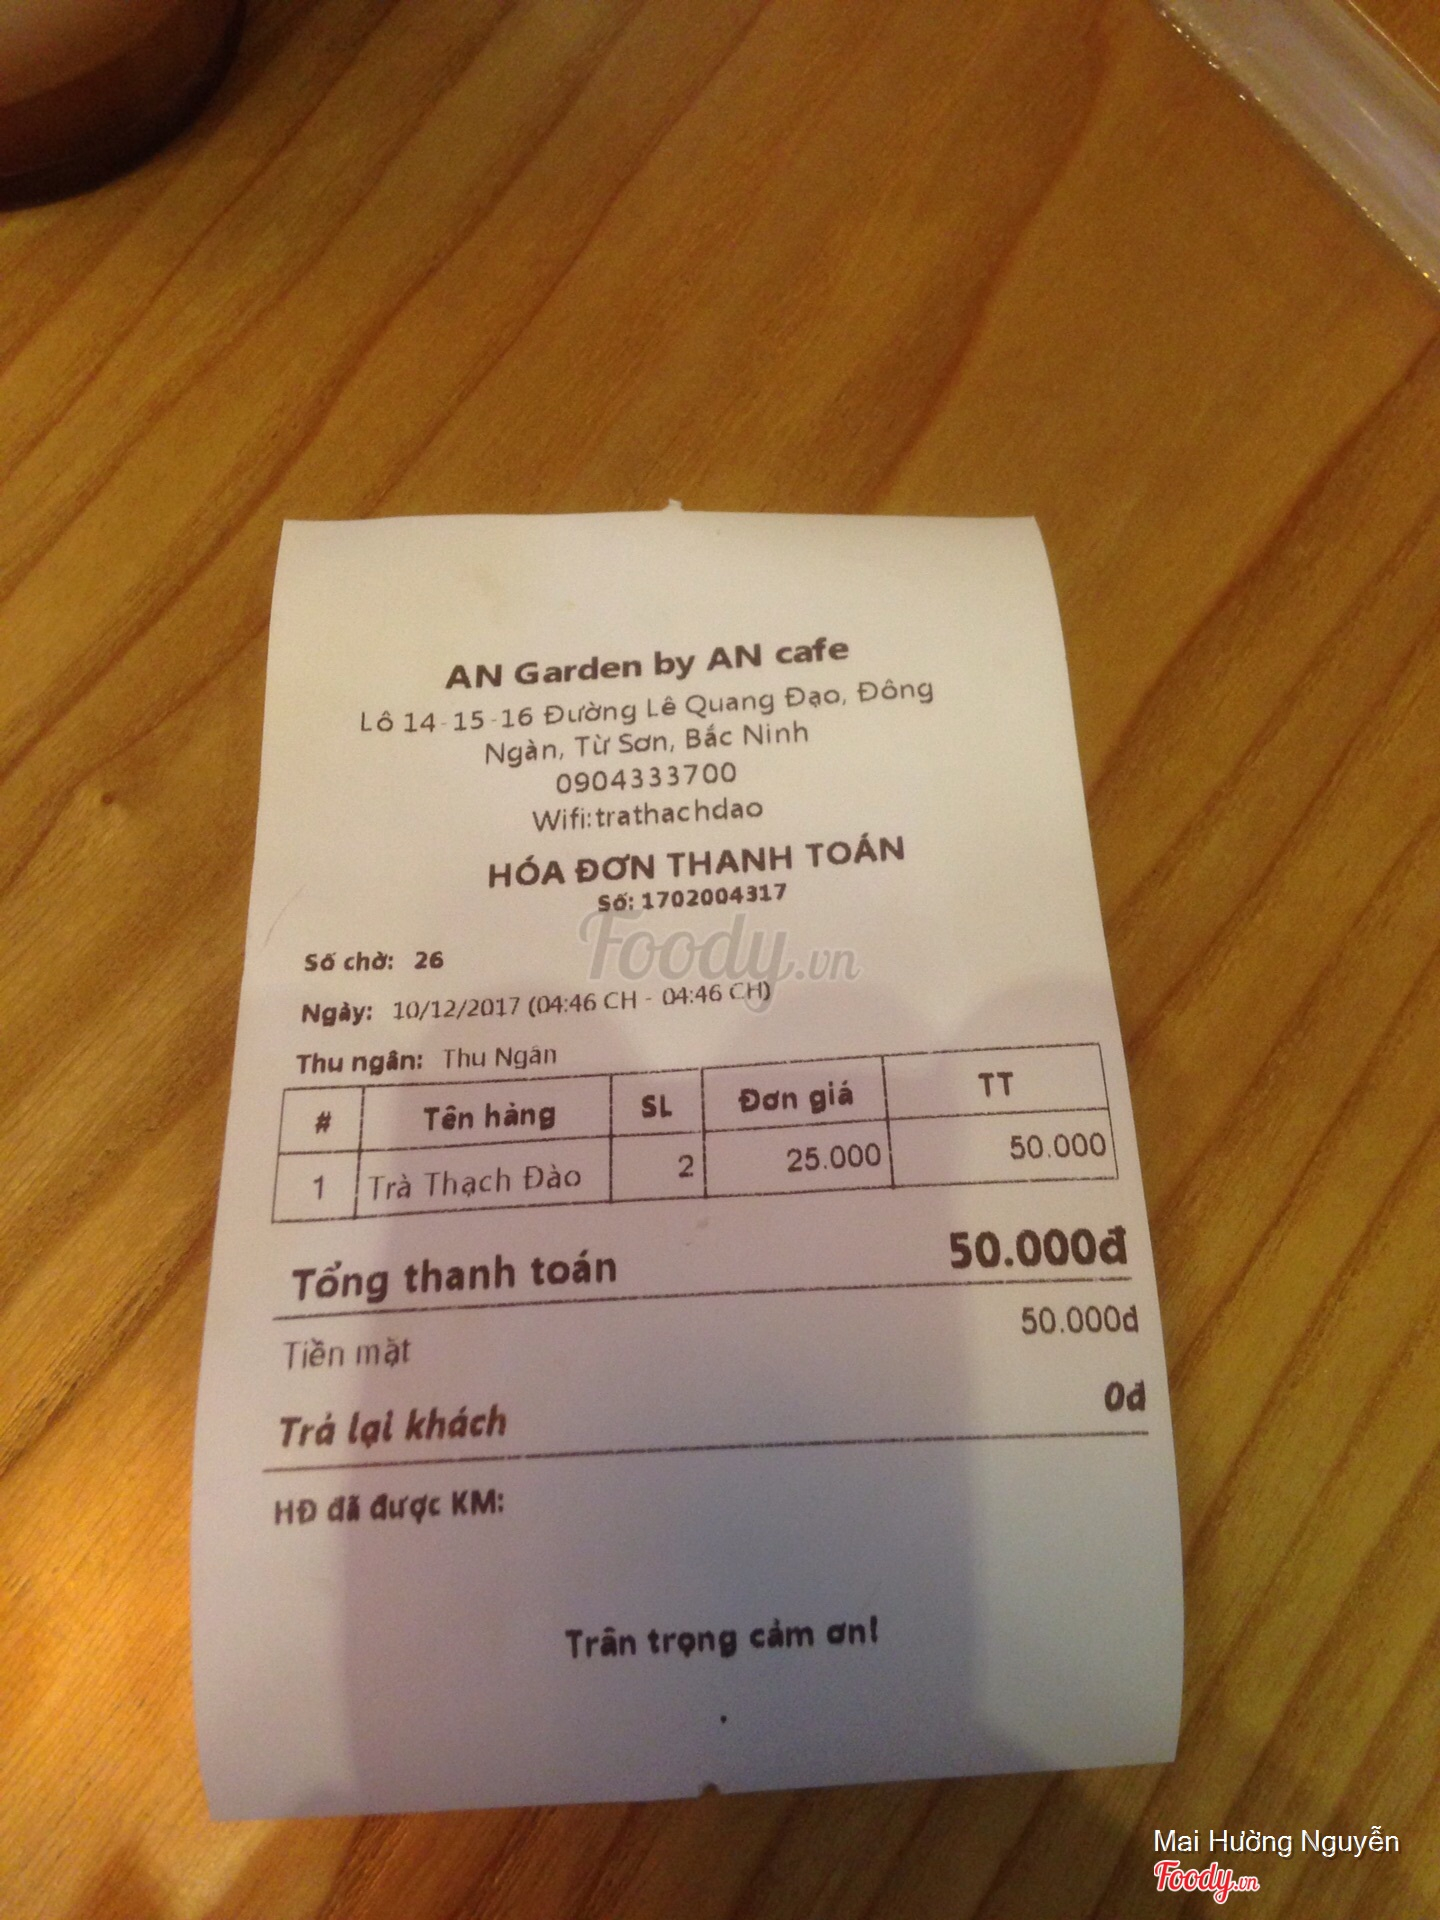 AN Garden by AN cafe
Lô 14-15-16 Đường Lê Quang Đạo, Đông
Ngàn, Từ Sơn, Bắc Ninh
0904333700
Wifi:trathachdao
HÓA ĐƠN THANH TOÁN
Số: 1702004317
Foody.vn
Số chờ: 26
Ngày: 10/12/2017 (04:46 CH - 04:46 CH)
Thu ngân: Thu Ngân
# Tên hàng SL Đơn giá TT
1 Trà Thạch Đào 2 25.000 50.000
Tổng thanh toán 50.000đ
Tiền mặt 50.000đ
Trả lại khách 0đ
HĐ đã được KM:
Trân trọng cảm ơn!
Mai Hường Nguyễn
Foody.vn